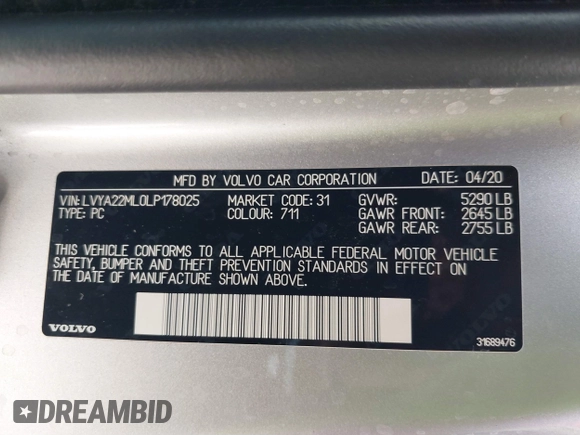 MFD BY VOLVO CAR CORPORATION DATE: 04/20
VIN: LVYA22ML0LP178025 MARKET CODE: 31 GVWR: 5290 LB
TYPE: PC COLOUR: 711 GAWR FRONT: 2645 LB
GAWR REAR: 2755 LB
THIS VEHICLE CONFORMS TO ALL APPLICABLE FEDERAL MOTOR VEHICLE
SAFETY, BUMPER AND THEFT PREVENTION STANDARDS IN EFFECT ON
THE DATE OF MANUFACTURE SHOWN ABOVE.
VOLVO 31689476
DREAMBID